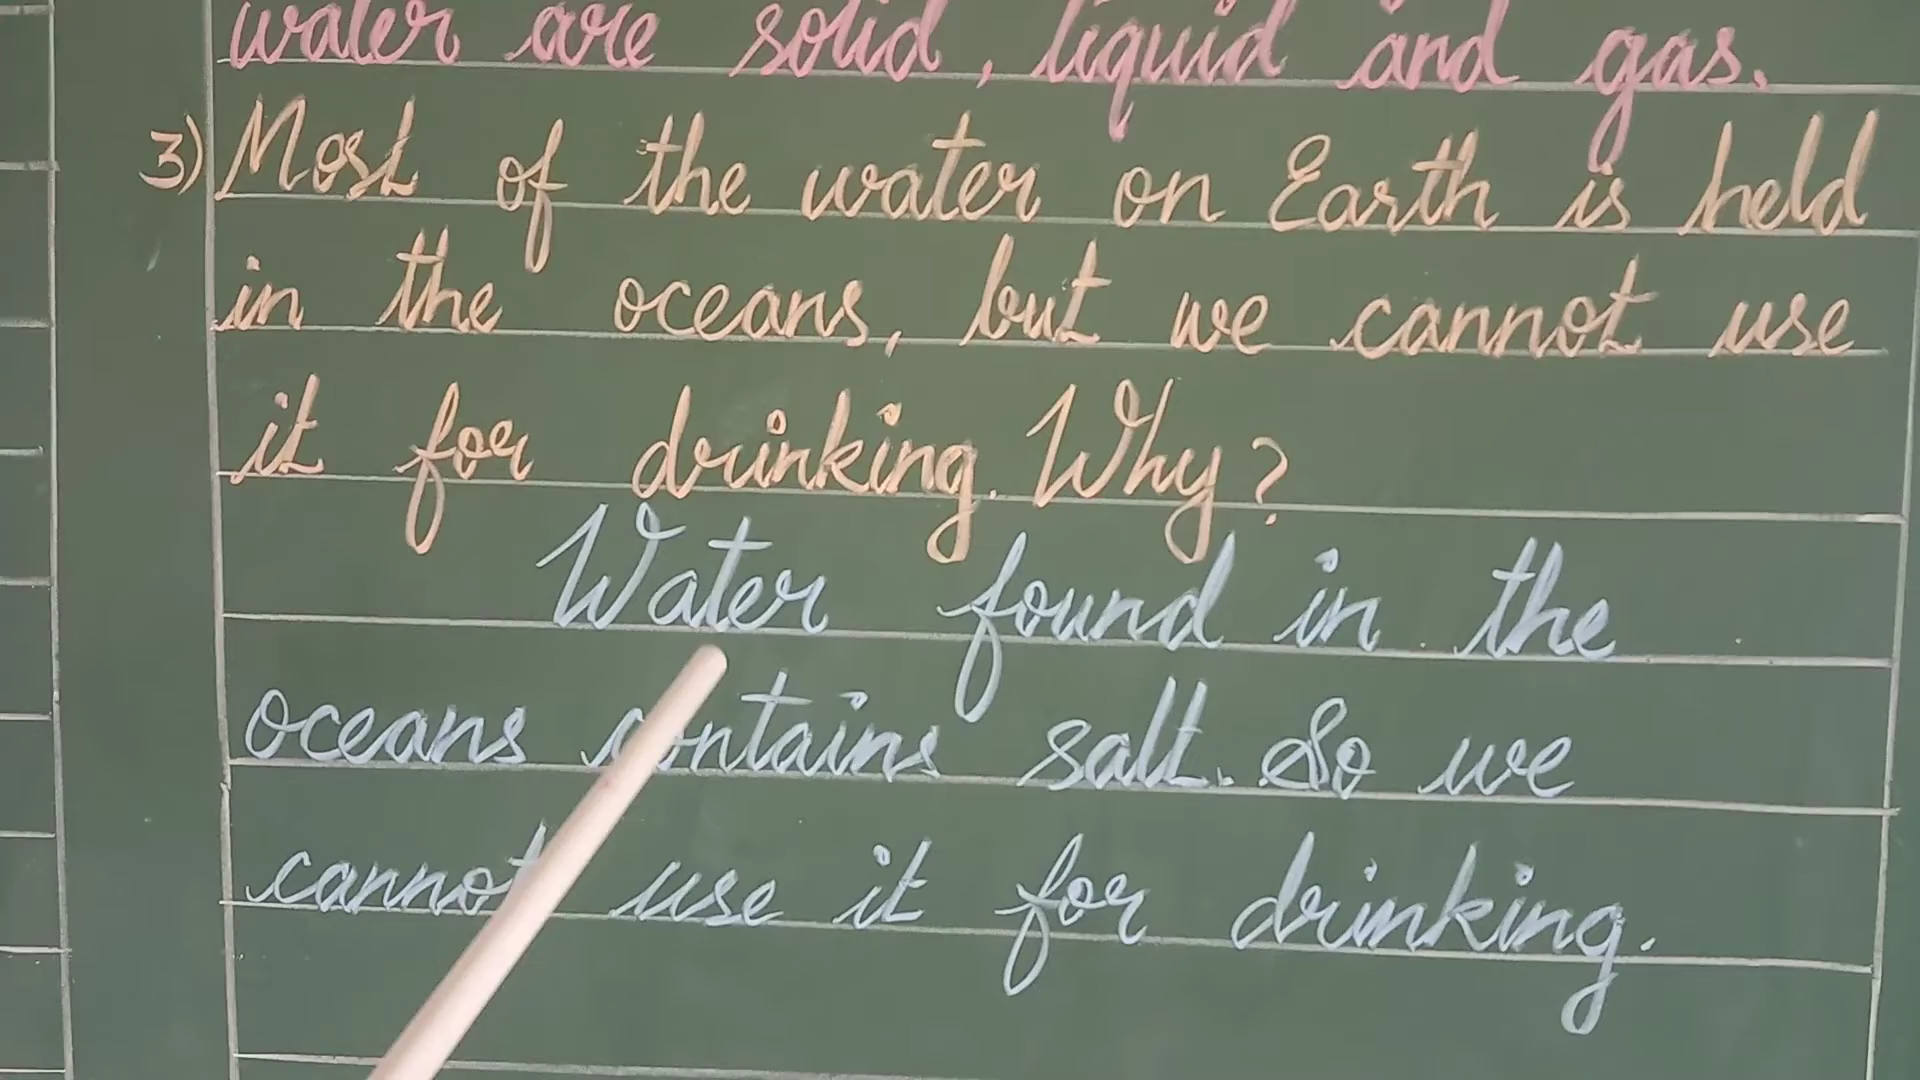 water are solid, liquid and gas.
3) Most of the water on Earth is held
in the oceans, but we cannot use
it for drinking. Why?
Water found in the
oceans contains salt. So we
cannot use it for drinking.